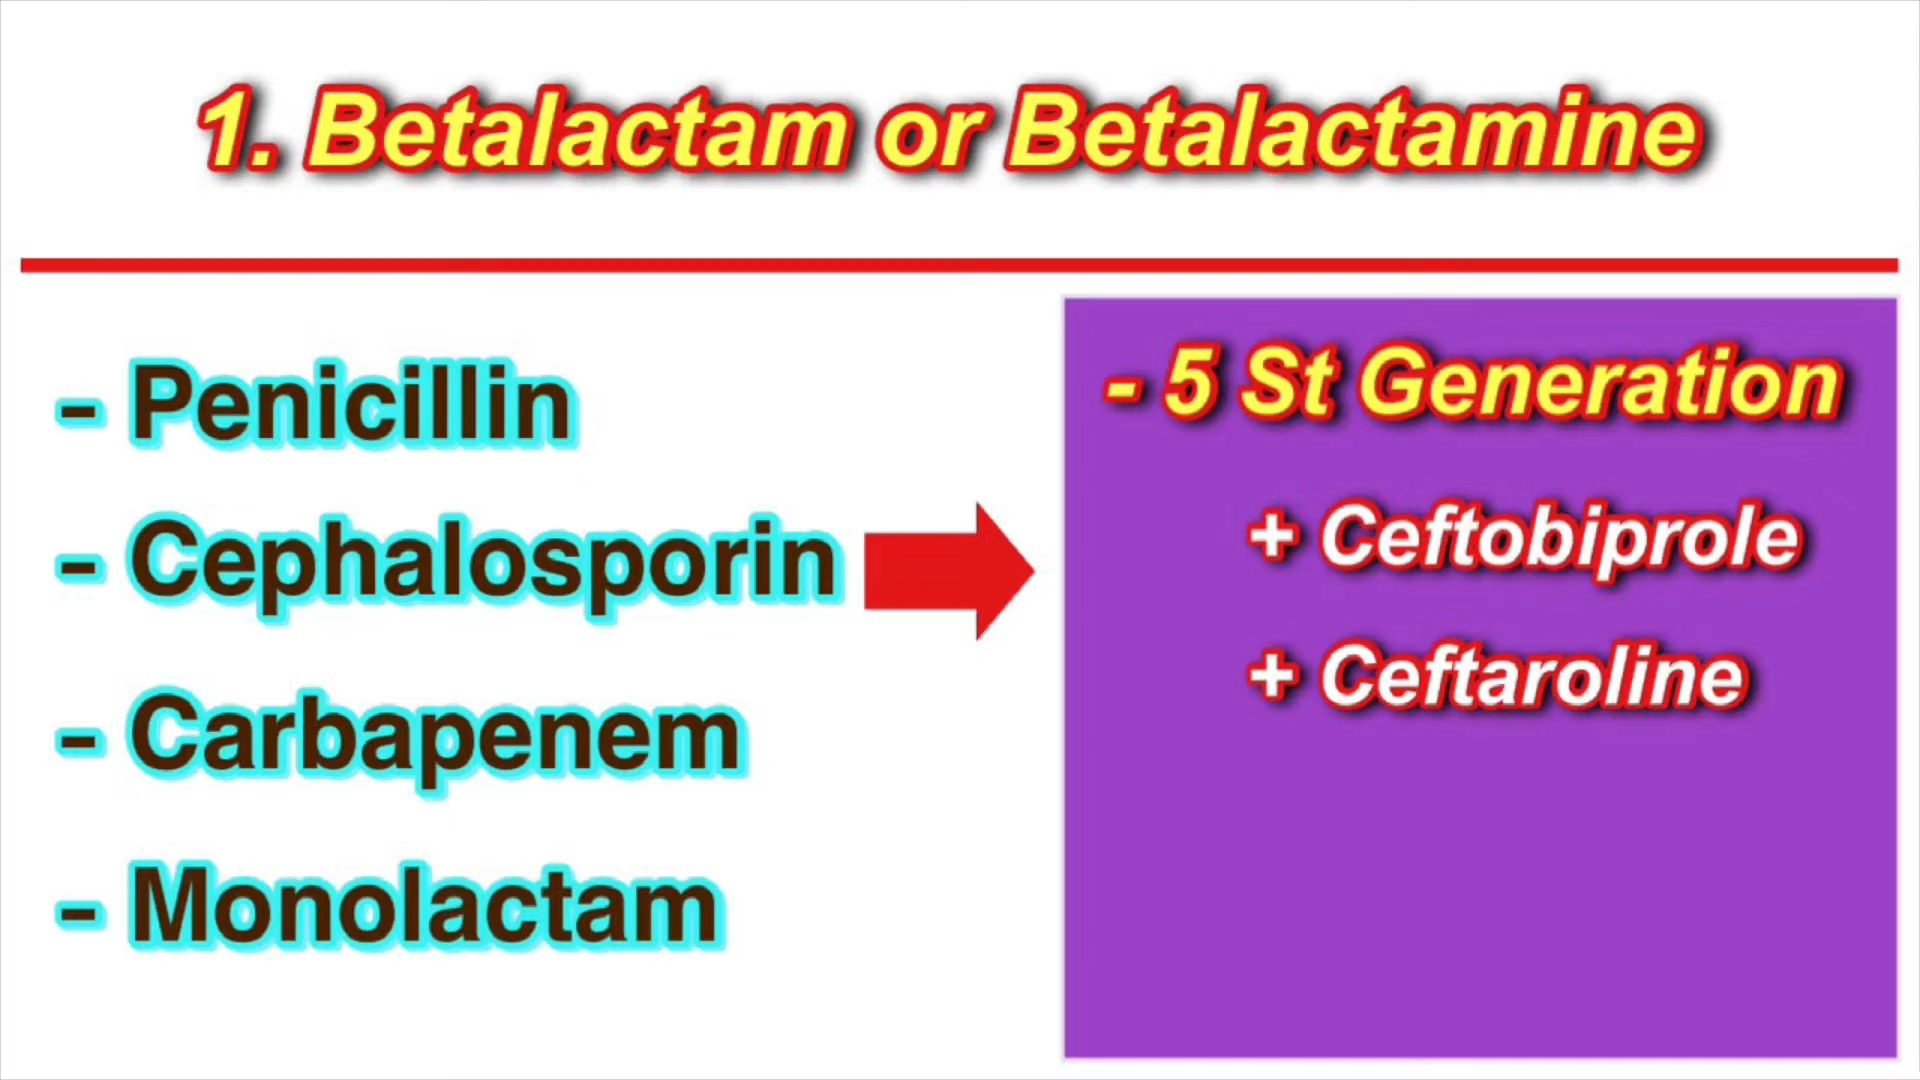 1. Betalactam or Betalactamine
- Penicillin
- Cephalosporin
- Carbapenem
- Monolactam
- 5 St Generation
+ Ceftobiprole
+ Ceftaroline